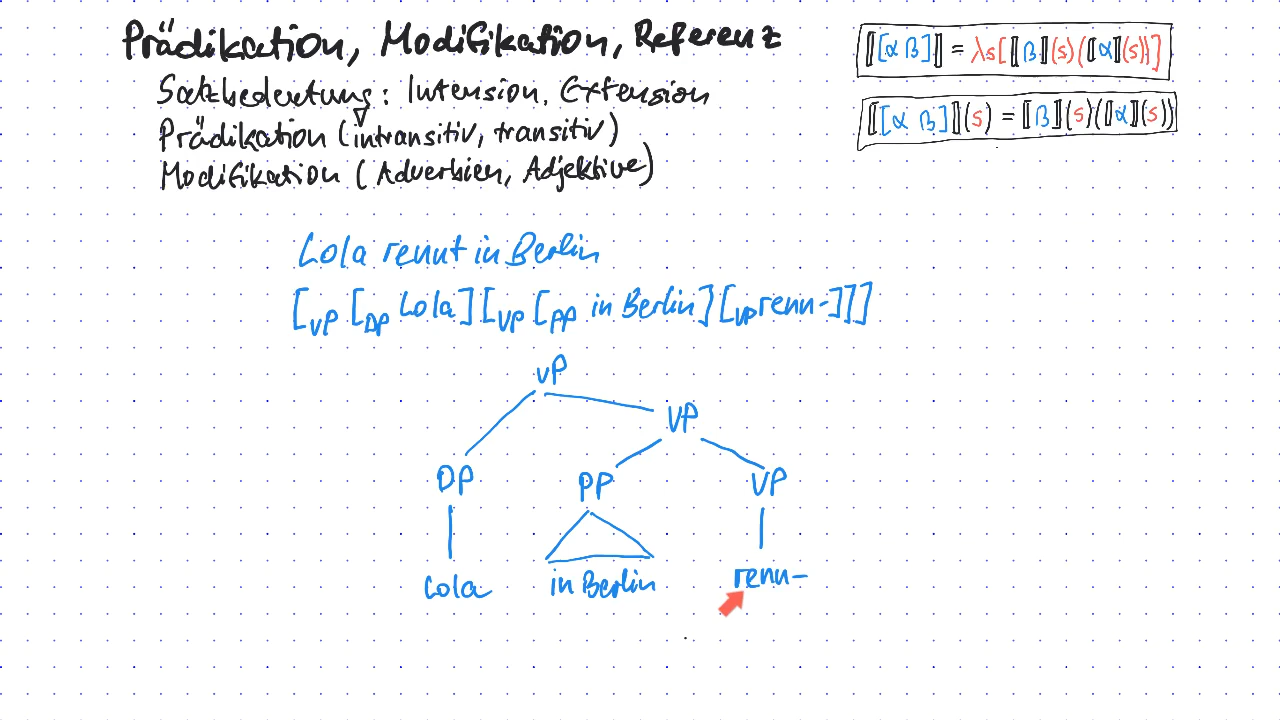 Prädikation, Modifikation, Referenz
Satzbedeutung: Intension, Extension
Prädikation (intransitiv, transitiv)
Modifikation (Adverbien, Adjektive)
⟦[α β]⟧ = λs[⟦β⟧(s)(⟦α⟧(s))]
⟦[α β]⟧(s) = ⟦β⟧(s)(⟦α⟧(s))
Lola rennt in Berlin
[vP [DP Lola] [VP [PP in Berlin] [VP renn-]]]
vP
VP
DP PP VP
Lola in Berlin renn-